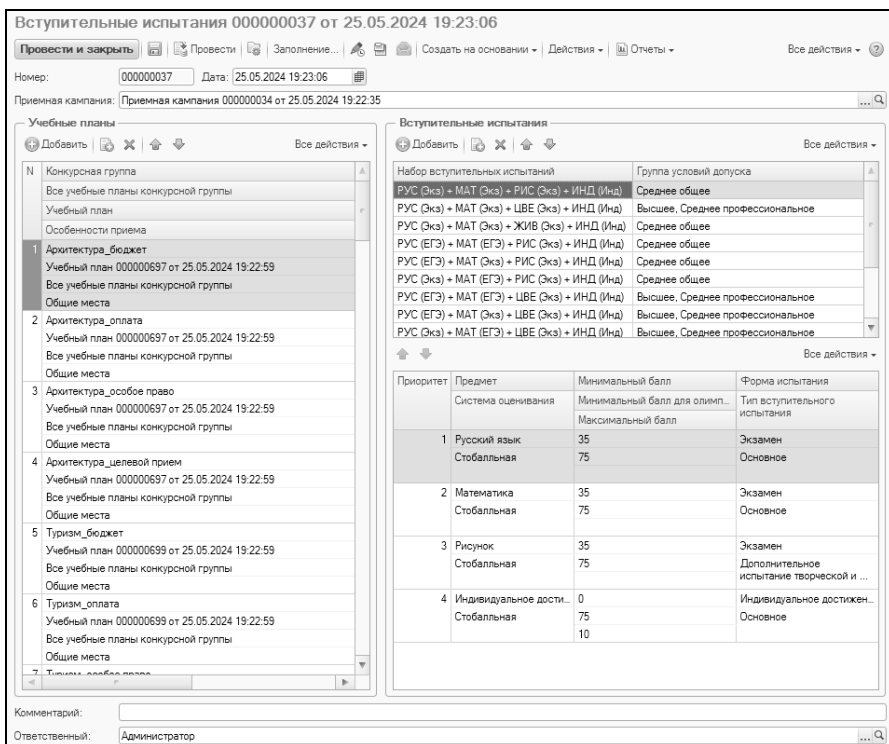 Вступительные испытания 000000037 от 25.05.2024 19:23:06
Провести и закрыть Провести Заполнение... Создать на основании Действия Отчеты Все действия
Номер: 000000037 Дата: 25.05.2024 19:23:06
Приемная кампания: Приемная кампания 000000034 от 25.05.2024 19:22:35 ...
Учебные планы
Добавить Все действия
N Конкурсная группа
Все учебные планы конкурсной группы
Учебный план
Особенности приема
1 Архитектура_бюджет
Учебный план 000000697 от 25.05.2024 19:22:59
Все учебные планы конкурсной группы
Общие места
2 Архитектура_оплата
Учебный план 000000697 от 25.05.2024 19:22:59
Все учебные планы конкурсной группы
Общие места
3 Архитектура_особое право
Учебный план 000000697 от 25.05.2024 19:22:59
Все учебные планы конкурсной группы
Общие места
4 Архитектура_целевой прием
Учебный план 000000697 от 25.05.2024 19:22:59
Все учебные планы конкурсной группы
Общие места
5 Туризм_бюджет
Учебный план 000000699 от 25.05.2024 19:22:59
Все учебные планы конкурсной группы
Общие места
6 Туризм_оплата
Учебный план 000000699 от 25.05.2024 19:22:59
Все учебные планы конкурсной группы
Общие места
7 Туризм_особое право
Вступительные испытания
Добавить Все действия
Набор вступительных испытаний Группа условий допуска
РУС (Экз) + МАТ (Экз) + РИС (Экз) + ИНД (Инд) Среднее общее
РУС (Экз) + МАТ (Экз) + ЦВЕ (Экз) + ИНД (Инд) Высшее, Среднее профессиональное
РУС (Экз) + МАТ (Экз) + ЖИВ (Экз) + ИНД (Инд) Среднее общее
РУС (ЕГЭ) + МАТ (ЕГЭ) + РИС (Экз) + ИНД (Инд) Среднее общее
РУС (ЕГЭ) + МАТ (Экз) + РИС (Экз) + ИНД (Инд) Среднее общее
РУС (Экз) + МАТ (ЕГЭ) + РИС (Экз) + ИНД (Инд) Среднее общее
РУС (ЕГЭ) + МАТ (ЕГЭ) + ЦВЕ (Экз) + ИНД (Инд) Высшее, Среднее профессиональное
РУС (ЕГЭ) + МАТ (Экз) + ЦВЕ (Экз) + ИНД (Инд) Высшее, Среднее профессиональное
РУС (Экз) + МАТ (ЕГЭ) + ЦВЕ (Экз) + ИНД (Инд) Высшее, Среднее профессиональное
Все действия
Приоритет Предмет Минимальный балл Форма испытания
Система оценивания Минимальный балл для олимп... Тип вступительного
испытания
Максимальный балл
1 Русский язык 35 Экзамен
Стобалльная 75 Основное
2 Математика 35 Экзамен
Стобалльная 75 Основное
3 Рисунок 35 Экзамен
Стобалльная 75 Дополнительное
испытание творческой и ...
4 Индивидуальное дости... 0 Индивидуальное достижен...
Стобалльная 75 Основное
10
Комментарий:
Ответственный: Администратор ...